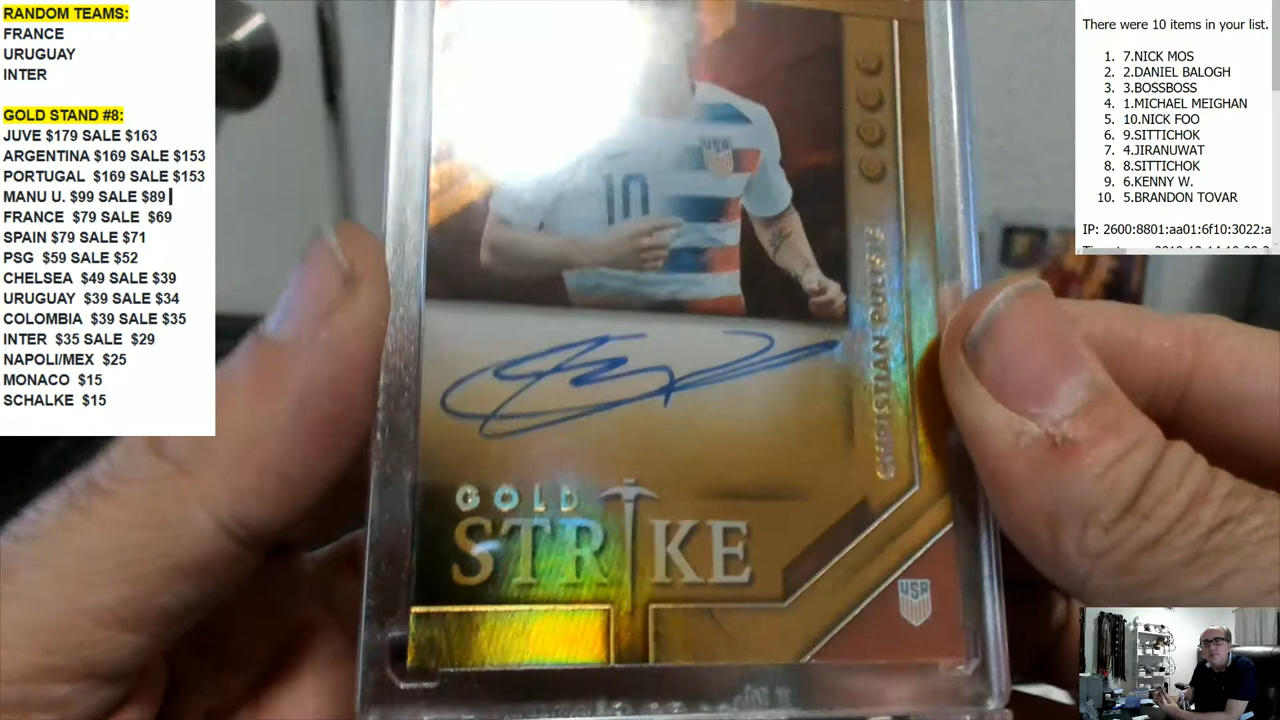 RANDOM TEAMS:
FRANCE
URUGUAY
INTER
GOLD STAND #8:
JUVE $179 SALE $163
ARGENTINA $169 SALE $153
PORTUGAL $169 SALE $153
MANU U. $99 SALE $89
FRANCE $79 SALE $69
SPAIN $79 SALE $71
PSG $59 SALE $52
CHELSEA $49 SALE $39
URUGUAY $39 SALE $34
COLOMBIA $39 SALE $35
INTER $35 SALE $29
NAPOLI/MEX $25
MONACO $15
SCHALKE $15
USA
10
CHRISTIAN PULISIC
GOLD
STRIKE
USA
There were 10 items in your list.
1. 7.NICK MOS
2. 2.DANIEL BALOGH
3. 3.BOSSBOSS
4. 1.MICHAEL MEIGHAN
5. 10.NICK FOO
6. 9.SITTICHOK
7. 4.JIRANUWAT
8. 8.SITTICHOK
9. 6.KENNY W.
10. 5.BRANDON TOVAR
IP: 2600:8801:aa01:6f10:3022:a